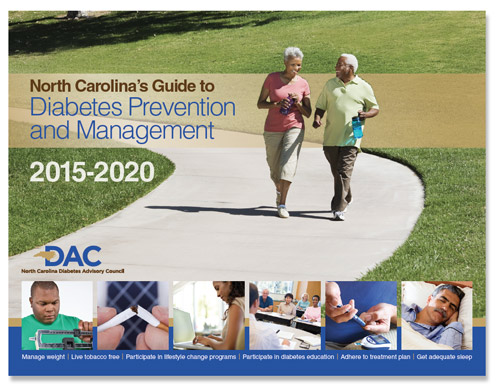 North Carolina's Guide to
Diabetes Prevention
and Management
2015-2020
DAC
North Carolina Diabetes Advisory Council
Manage weight | Live tobacco free | Participate in lifestyle change programs | Participate in diabetes education | Adhere to treatment plan | Get adequate sleep